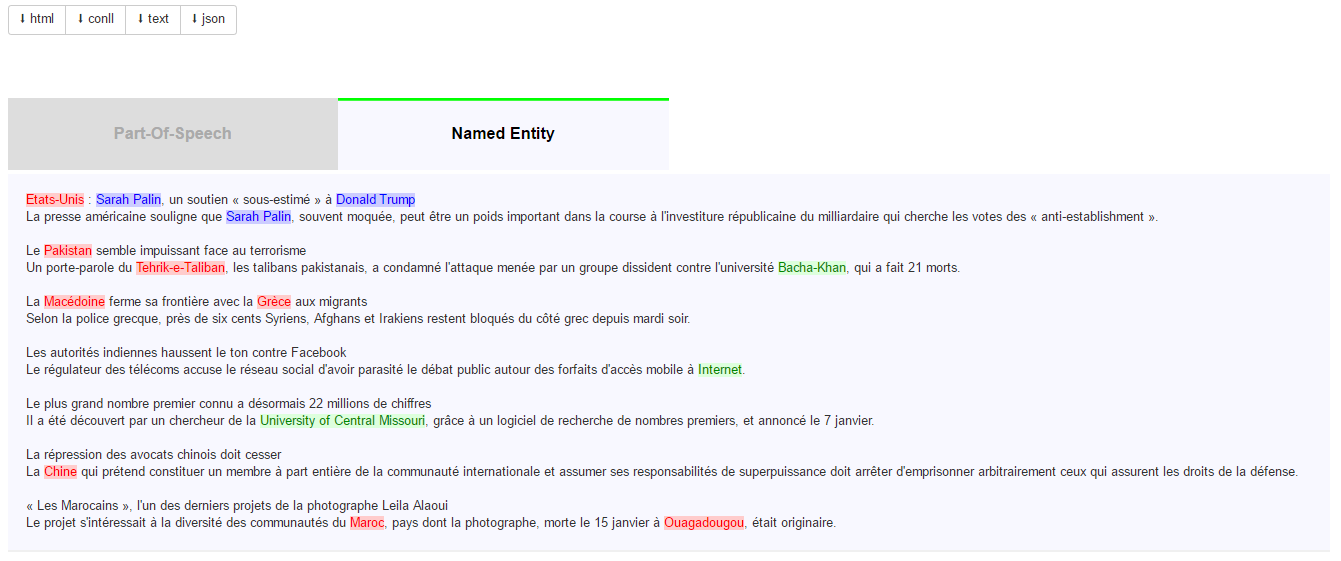 ⬇ html ⬇ conll ⬇ text ⬇ json
Part-Of-Speech Named Entity
Etats-Unis : Sarah Palin, un soutien « sous-estimé » à Donald Trump
La presse américaine souligne que Sarah Palin, souvent moquée, peut être un poids important dans la course à l'investiture républicaine du milliardaire qui cherche les votes des « anti-establishment ».
Le Pakistan semble impuissant face au terrorisme
Un porte-parole du Tehrik-e-Taliban, les talibans pakistanais, a condamné l'attaque menée par un groupe dissident contre l'université Bacha-Khan, qui a fait 21 morts.
La Macédoine ferme sa frontière avec la Grèce aux migrants
Selon la police grecque, près de six cents Syriens, Afghans et Irakiens restent bloqués du côté grec depuis mardi soir.
Les autorités indiennes haussent le ton contre Facebook
Le régulateur des télécoms accuse le réseau social d'avoir parasité le débat public autour des forfaits d'accès mobile à Internet.
Le plus grand nombre premier connu a désormais 22 millions de chiffres
Il a été découvert par un chercheur de la University of Central Missouri, grâce à un logiciel de recherche de nombres premiers, et annoncé le 7 janvier.
La répression des avocats chinois doit cesser
La Chine qui prétend constituer un membre à part entière de la communauté internationale et assumer ses responsabilités de superpuissance doit arrêter d'emprisonner arbitrairement ceux qui assurent les droits de la défense.
« Les Marocains », l'un des derniers projets de la photographe Leila Alaoui
Le projet s'intéressait à la diversité des communautés du Maroc, pays dont la photographe, morte le 15 janvier à Ouagadougou, était originaire.